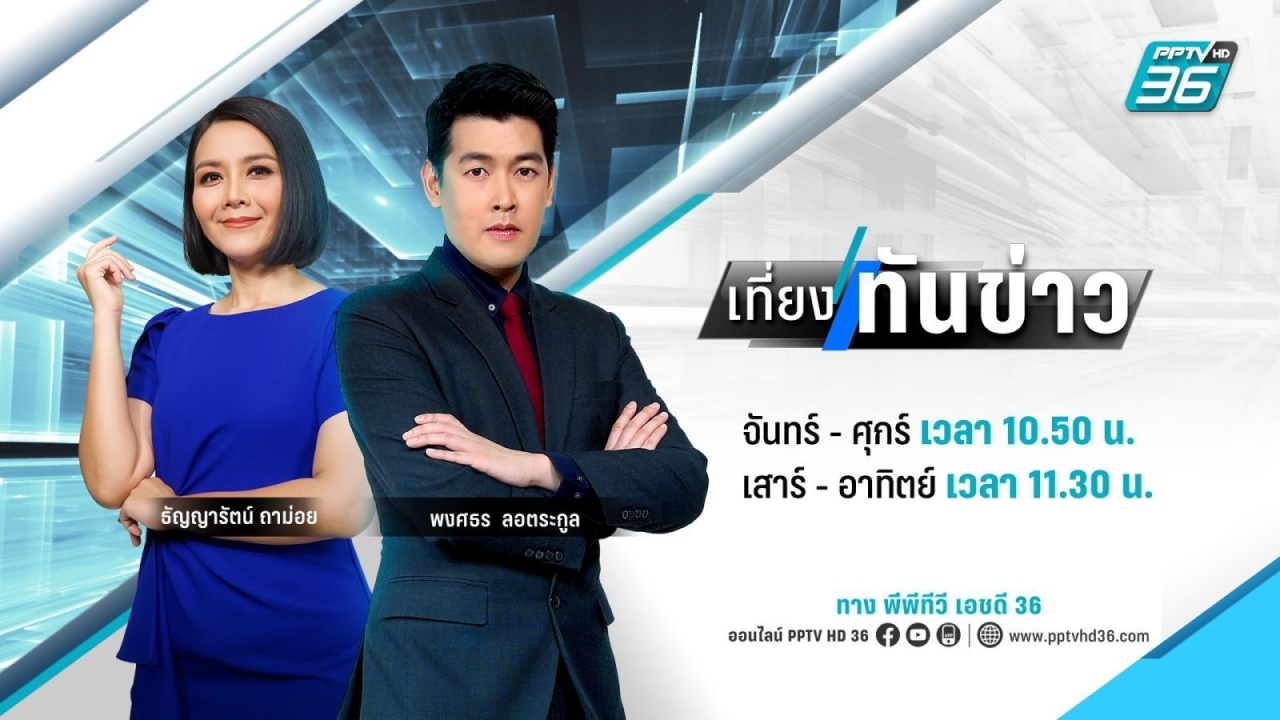 PPTV HD
36
เที่ยง ทันข่าว
จันทร์ - ศุกร์ เวลา 10.50 น.
เสาร์ - อาทิตย์ เวลา 11.30 น.
ธัญญารัตน์ ถาม่อย
พงศธร ลอตระกูล
ทาง พีพีทีวี เอชดี 36
ออนไลน์ PPTV HD 36 www.pptvhd36.com